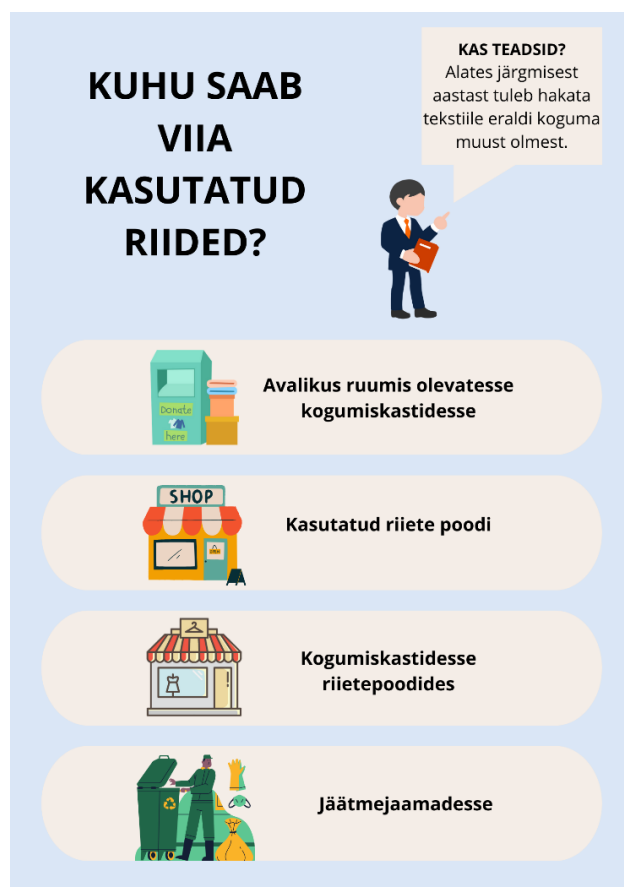 KUHU SAAB
VIIA
KASUTATUD
RIIDED?
KAS TEADSID?
Alates järgmisest
aastast tuleb hakata
tekstiile eraldi koguma
muust olmest.
Donate
here
Avalikus ruumis olevatesse
kogumiskastidesse
SHOP
Kasutatud riiete poodi
Kogumiskastidesse
riietepoodides
Jäätmejaamadesse